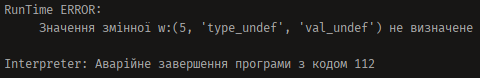 RunTime ERROR:
Значення змінної w:(5, 'type_undef', 'val_undef') не визначене
Interpreter: Аварійне завершення програми з кодом 112